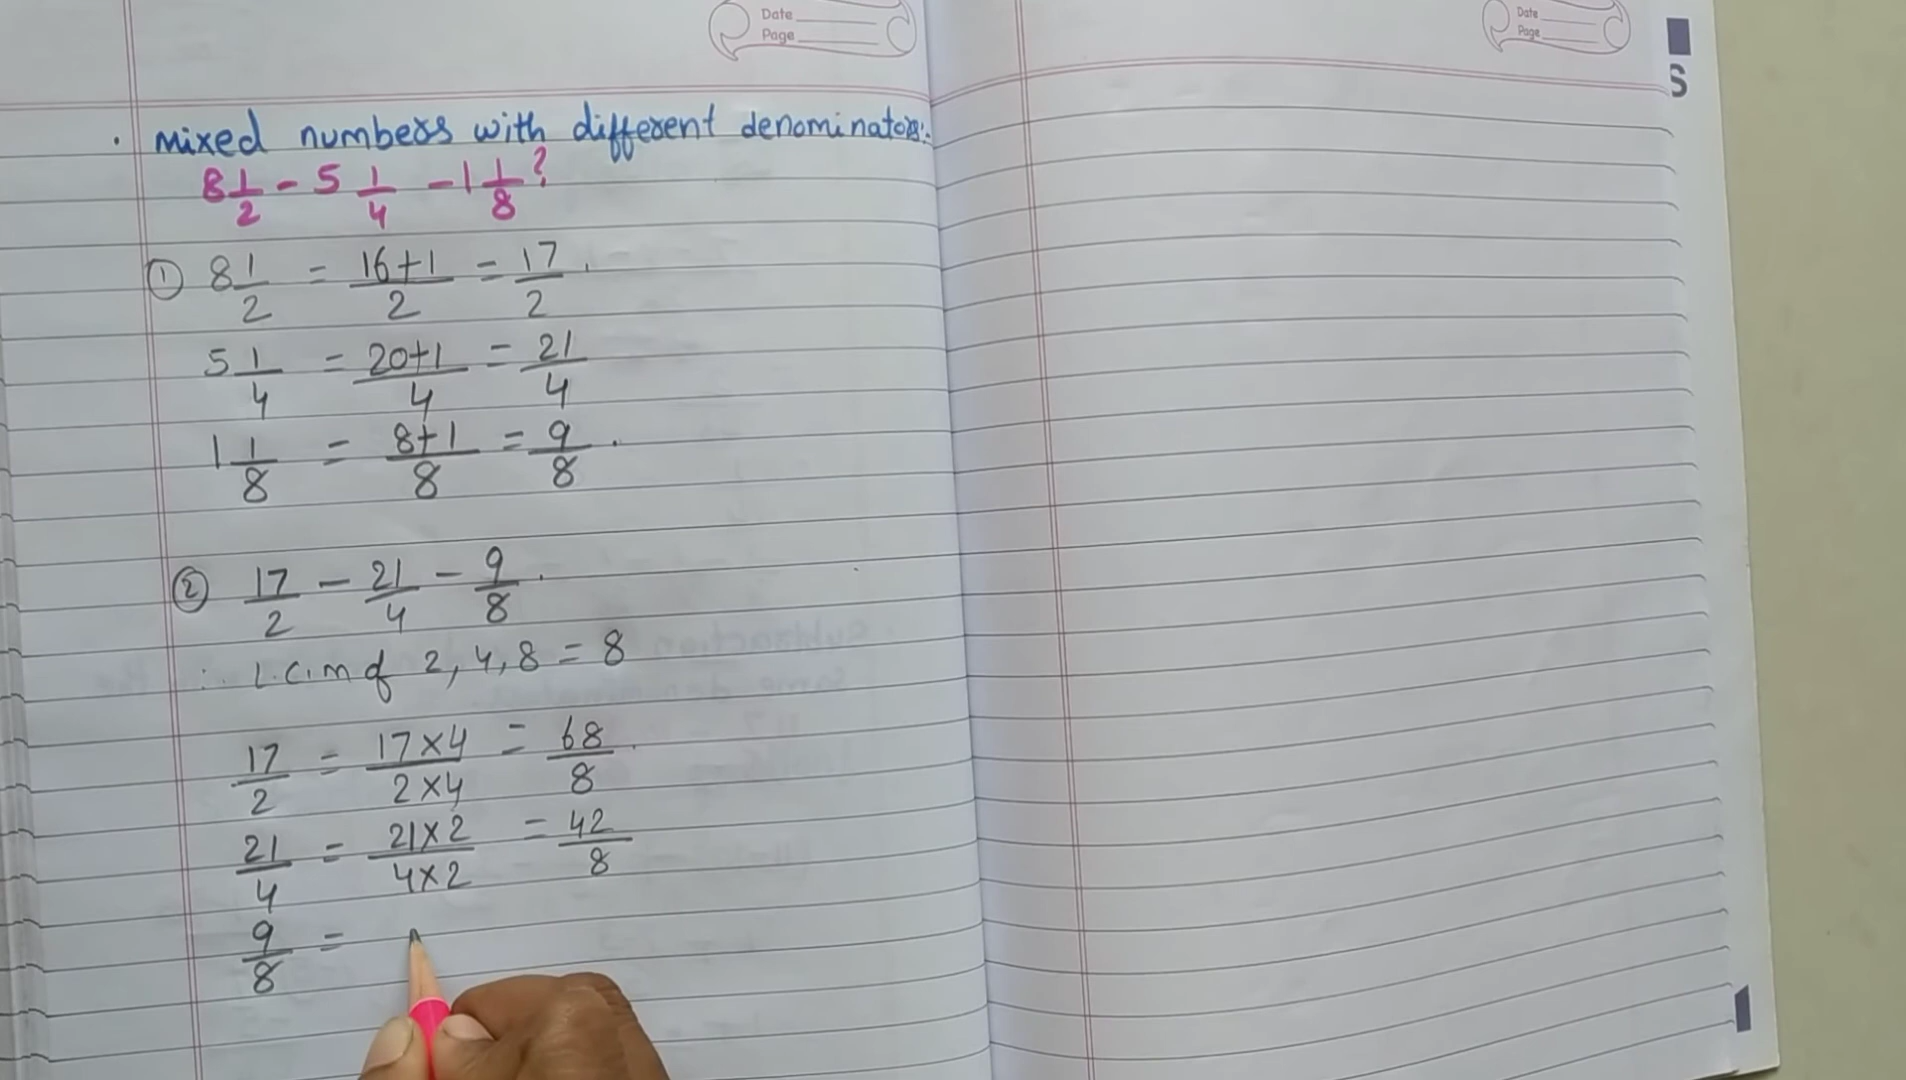 Date
Page
Date
Page
S
. mixed numbers with different denominators.
8 1/2 - 5 1/4 - 1 1/8 ?
① 8 1/2 = 16+1/2 = 17/2 .
5 1/4 = 20+1/4 = 21/4
1 1/8 = 8+1/8 = 9/8 .
② 17/2 - 21/4 - 9/8 .
∴ L.C.m of 2, 4, 8 = 8
17/2 = 17×4/2×4 = 68/8 .
21/4 = 21×2/4×2 = 42/8
9/8 =